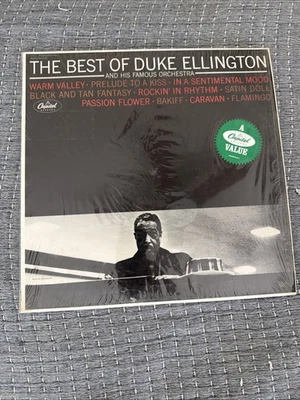 THE BEST OF DUKE ELLINGTON
AND HIS FAMOUS ORCHESTRA
WARM VALLEY · PRELUDE TO A KISS · IN A SENTIMENTAL MOOD
BLACK AND TAN FANTASY · ROCKIN' IN RHYTHM · SATIN DOLL
PASSION FLOWER · BAKIFF · CARAVAN · FLAMINGO
Capitol
A
Capitol
VALUE